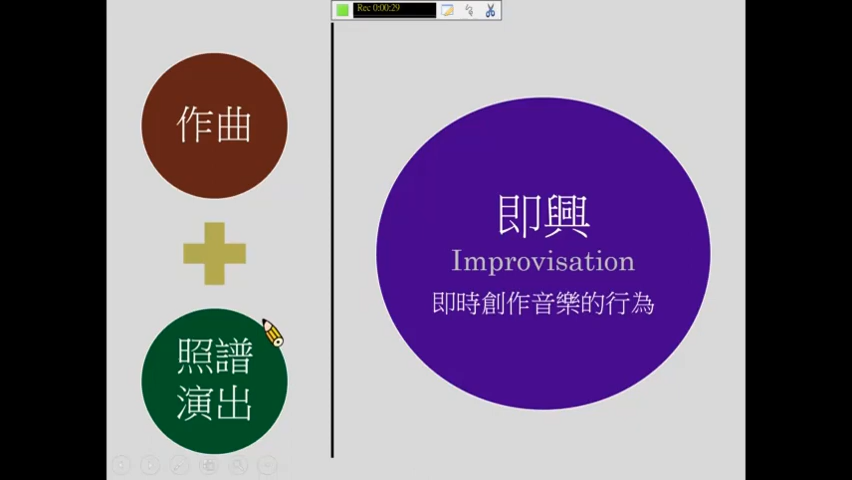 Rec 0:00:29
作曲
照譜
演出
即興
Improvisation
即時創作音樂的行為